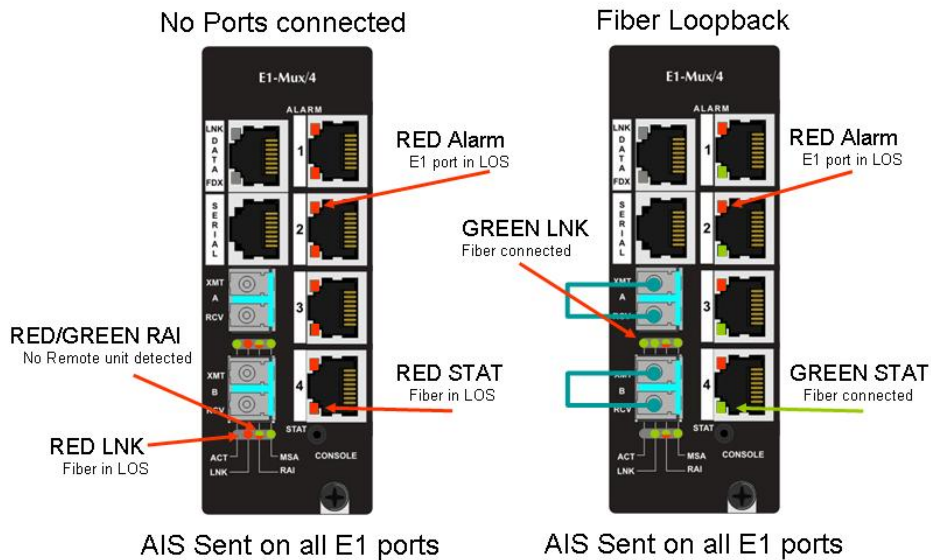 No Ports connected
Fiber Loopback
E1-Mux/4
ALARM
LNK
DATA
FDX
1
SERIAL
2
XMT
A
RCV
3
XMT
B
RCV
4
STAT
ACT
MSA
LNK
RAI
CONSOLE
RED Alarm
E1 port in LOS
RED/GREEN RAI
No Remote unit detected
RED STAT
Fiber in LOS
RED LNK
Fiber in LOS
AIS Sent on all E1 ports
E1-Mux/4
ALARM
LNK
DATA
FDX
1
SERIAL
2
XMT
A
RCV
3
XMT
B
RCV
4
STAT
ACT
MSA
LNK
RAI
CONSOLE
RED Alarm
E1 port in LOS
GREEN LNK
Fiber connected
GREEN STAT
Fiber connected
AIS Sent on all E1 ports